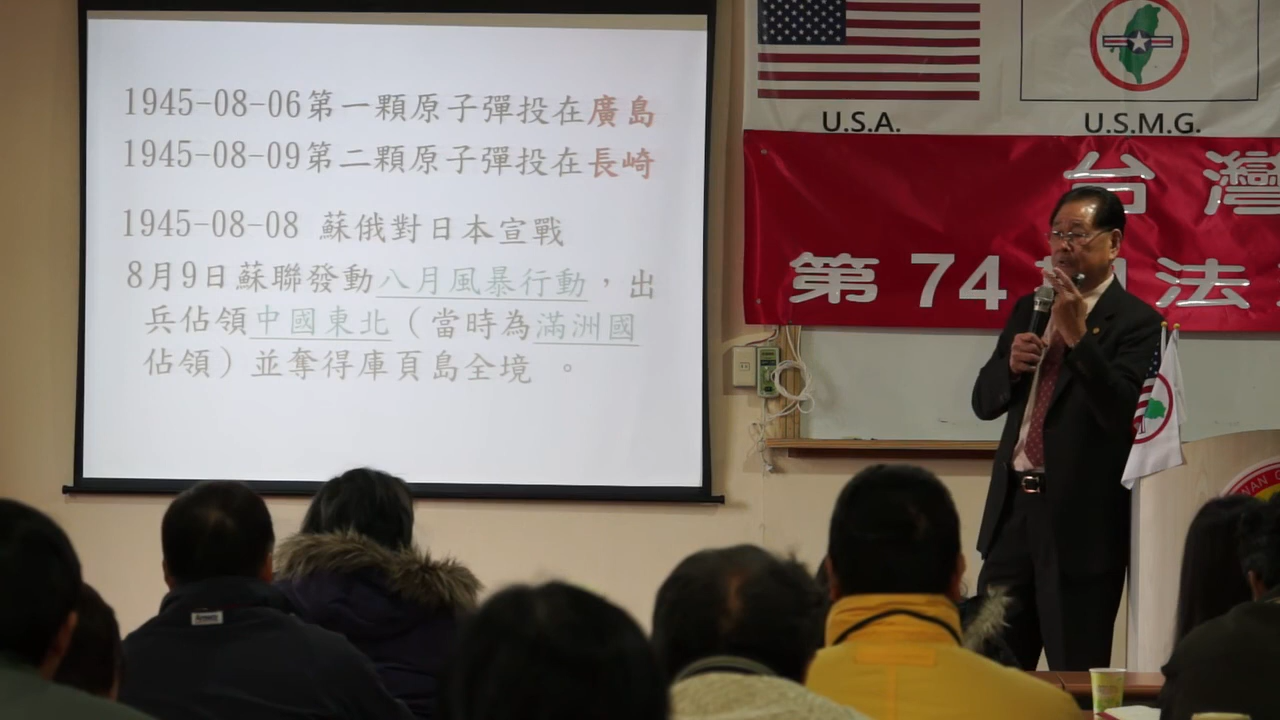 1945-08-06第一顆原子彈投在廣島
1945-08-09第二顆原子彈投在長崎
1945-08-08 蘇俄對日本宣戰
8月9日蘇聯發動八月風暴行動，出
兵佔領中國東北（當時為滿洲國
佔領）並奪得庫頁島全境 。
U.S.A.
U.S.M.G.
台灣
第74期法